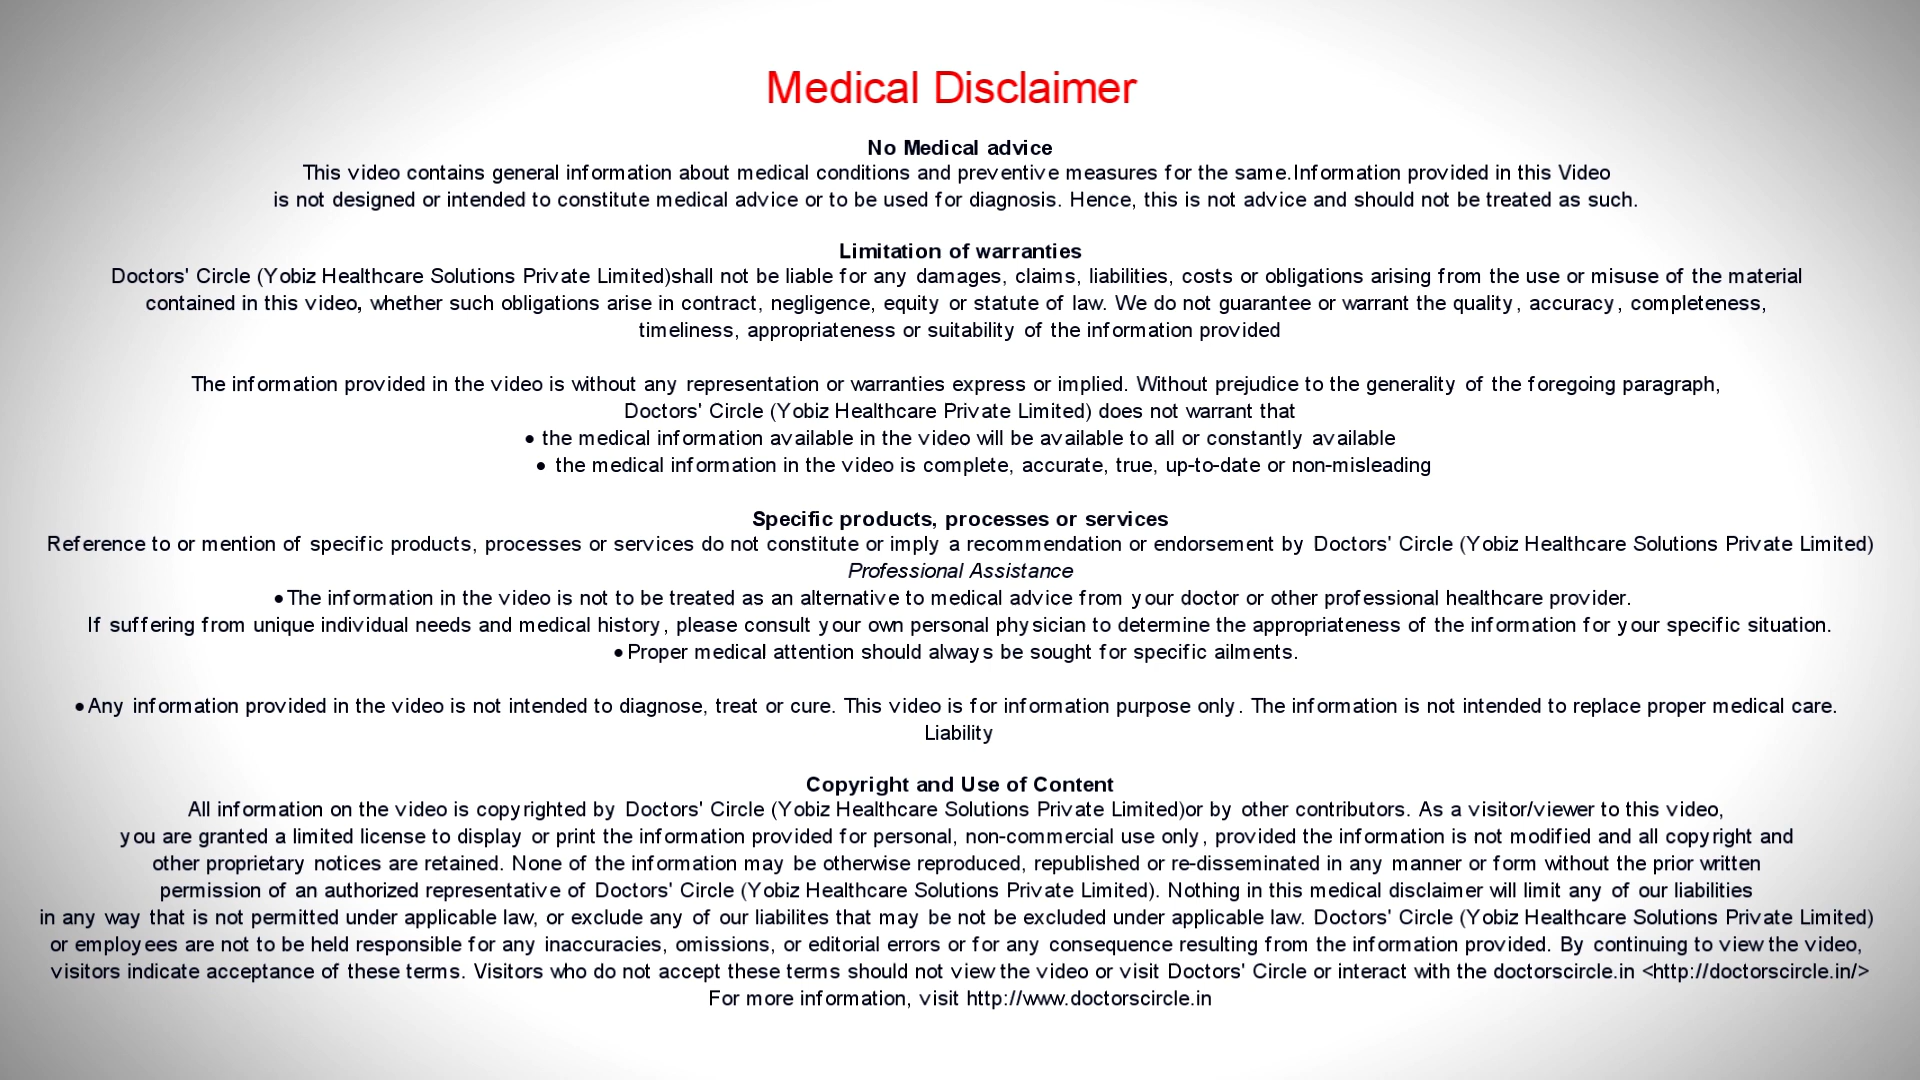 Medical Disclaimer
No Medical advice
This video contains general information about medical conditions and preventive measures for the same.Information provided in this Video
is not designed or intended to constitute medical advice or to be used for diagnosis. Hence, this is not advice and should not be treated as such.
Limitation of warranties
Doctors' Circle (Yobiz Healthcare Solutions Private Limited)shall not be liable for any damages, claims, liabilities, costs or obligations arising from the use or misuse of the material
contained in this video, whether such obligations arise in contract, negligence, equity or statute of law. We do not guarantee or warrant the quality, accuracy, completeness,
timeliness, appropriateness or suitability of the information provided
The information provided in the video is without any representation or warranties express or implied. Without prejudice to the generality of the foregoing paragraph,
Doctors' Circle (Yobiz Healthcare Private Limited) does not warrant that
• the medical information available in the video will be available to all or constantly available
• the medical information in the video is complete, accurate, true, up-to-date or non-misleading
Specific products, processes or services
Reference to or mention of specific products, processes or services do not constitute or imply a recommendation or endorsement by Doctors' Circle (Yobiz Healthcare Solutions Private Limited)
Professional Assistance
•The information in the video is not to be treated as an alternative to medical advice from your doctor or other professional healthcare provider.
If suffering from unique individual needs and medical history, please consult your own personal physician to determine the appropriateness of the information for your specific situation.
•Proper medical attention should always be sought for specific ailments.
•Any information provided in the video is not intended to diagnose, treat or cure. This video is for information purpose only. The information is not intended to replace proper medical care.
Liability
Copyright and Use of Content
All information on the video is copyrighted by Doctors' Circle (Yobiz Healthcare Solutions Private Limited)or by other contributors. As a visitor/viewer to this video,
you are granted a limited license to display or print the information provided for personal, non-commercial use only, provided the information is not modified and all copyright and
other proprietary notices are retained. None of the information may be otherwise reproduced, republished or re-disseminated in any manner or form without the prior written
permission of an authorized representative of Doctors' Circle (Yobiz Healthcare Solutions Private Limited). Nothing in this medical disclaimer will limit any of our liabilities
in any way that is not permitted under applicable law, or exclude any of our liabilites that may be not be excluded under applicable law. Doctors' Circle (Yobiz Healthcare Solutions Private Limited)
or employees are not to be held responsible for any inaccuracies, omissions, or editorial errors or for any consequence resulting from the information provided. By continuing to view the video,
visitors indicate acceptance of these terms. Visitors who do not accept these terms should not view the video or visit Doctors' Circle or interact with the doctorscircle.in <http://doctorscircle.in/>
For more information, visit http://www.doctorscircle.in